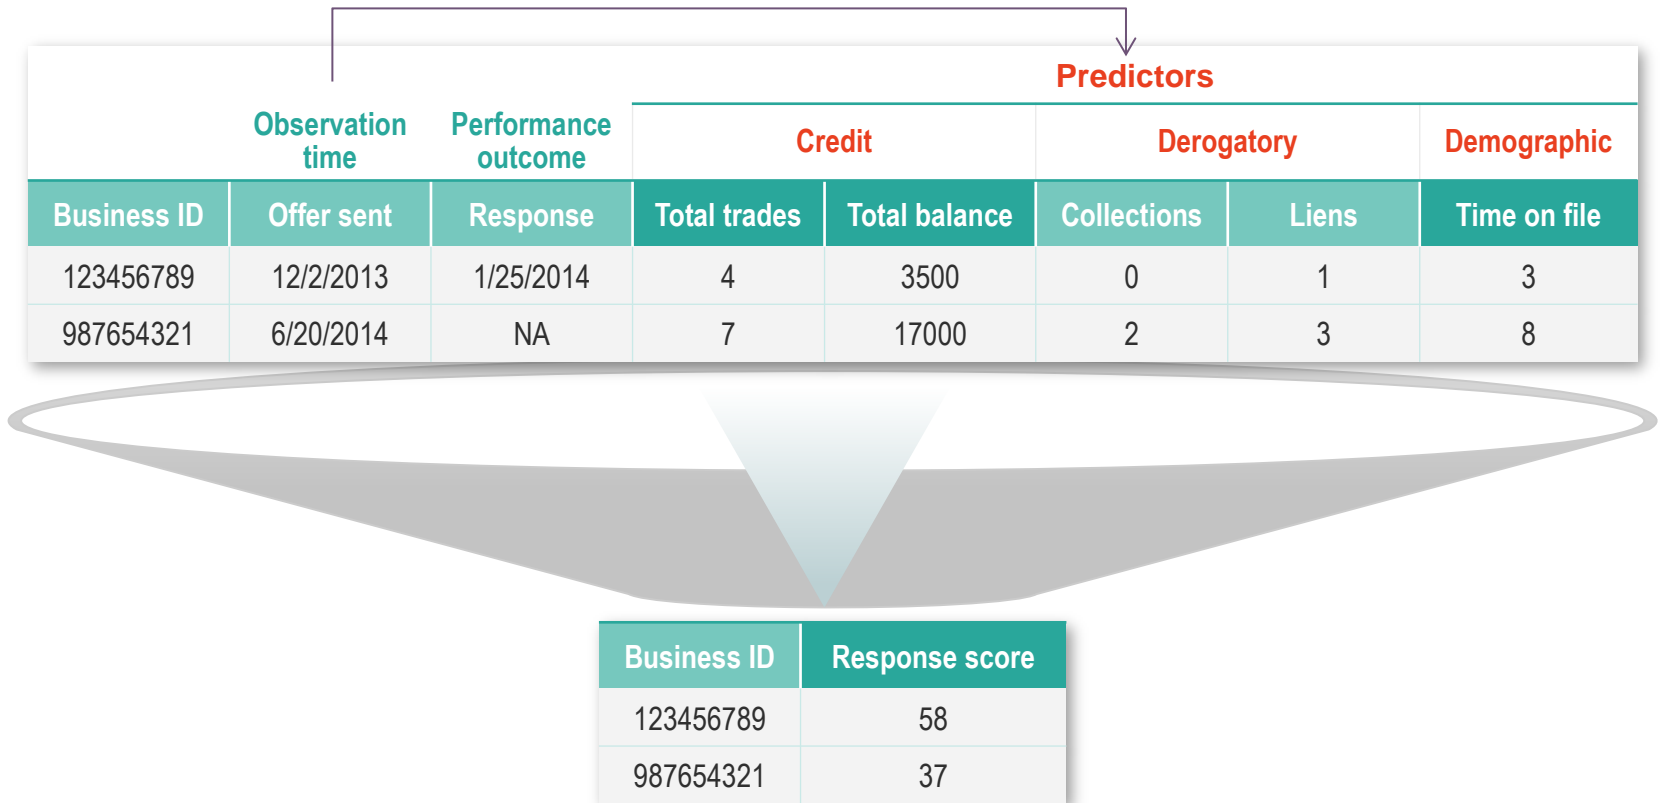 Predictors
Observation time Performance outcome Credit Derogatory Demographic
Business ID Offer sent Response Total trades Total balance Collections Liens Time on file
123456789 12/2/2013 1/25/2014 4 3500 0 1 3
987654321 6/20/2014 NA 7 17000 2 3 8
Business ID Response score
123456789 58
987654321 37